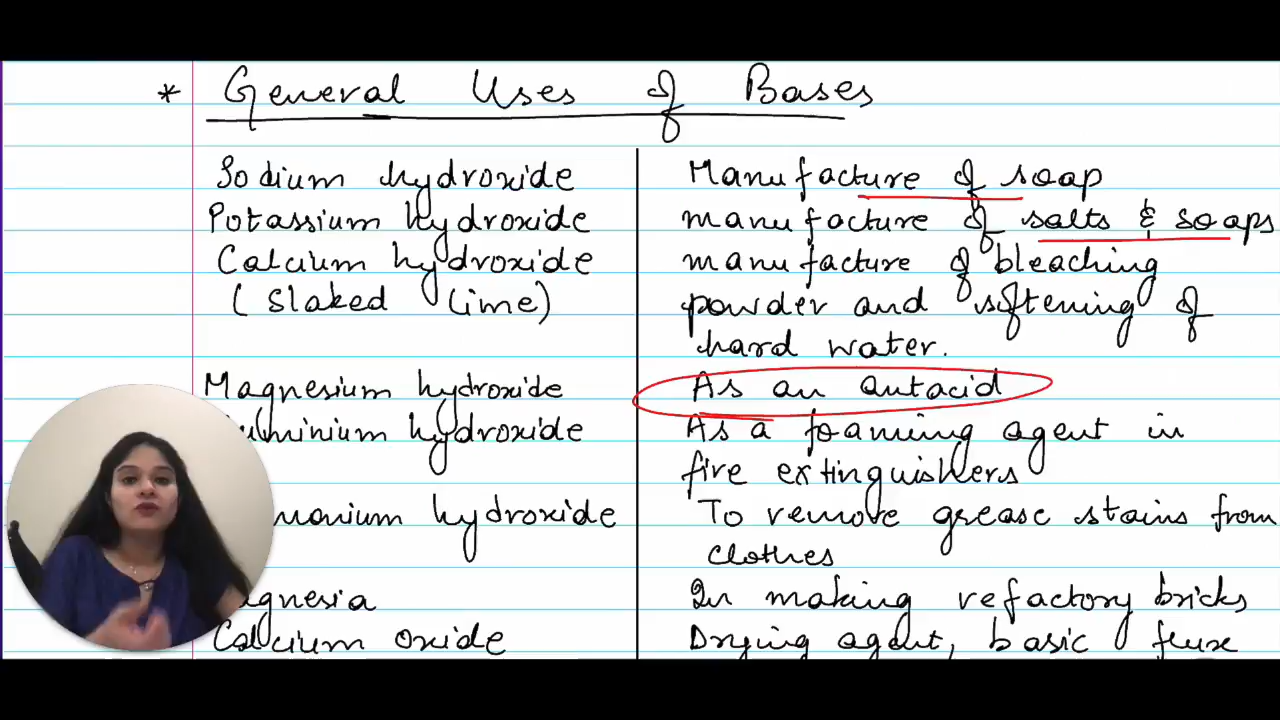 * General Uses of Bases
Sodium hydroxide Manufacture of soap
Potassium hydroxide manufacture of salts & soaps
Calcium hydroxide manufacture of bleaching
(Slaked lime) powder and softening of
hard water.
Magnesium hydroxide As an antacid
uminium hydroxide As a foaming agent in
fire extinguishers
monium hydroxide To remove grease stains from
clothes
agnesia In making refactory bricks
Calcium oxide Drying agent, basic flux